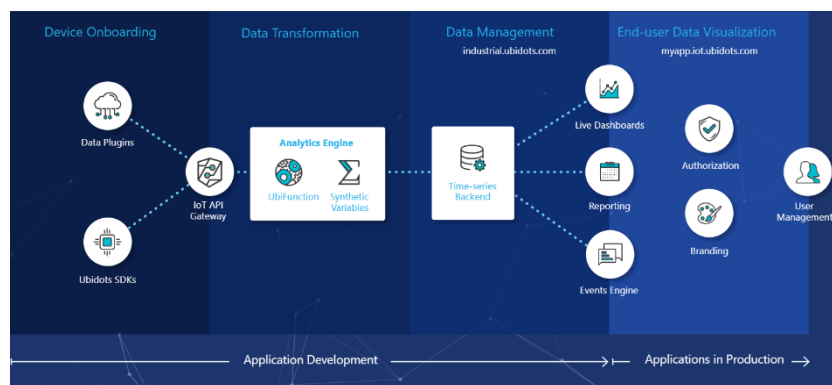 Device Onboarding
Data Transformation
Data Management
End-user Data Visualization
industrial.ubidots.com
myapp.iot.ubidots.com
Data Plugins
IoT API
Gateway
Ubidots SDKs
Analytics Engine
UbiFunction
Synthetic
Variables
Time-series
Backend
Live Dashboards
Reporting
Events Engine
Authorization
Branding
User
Management
Application Development
Applications in Production